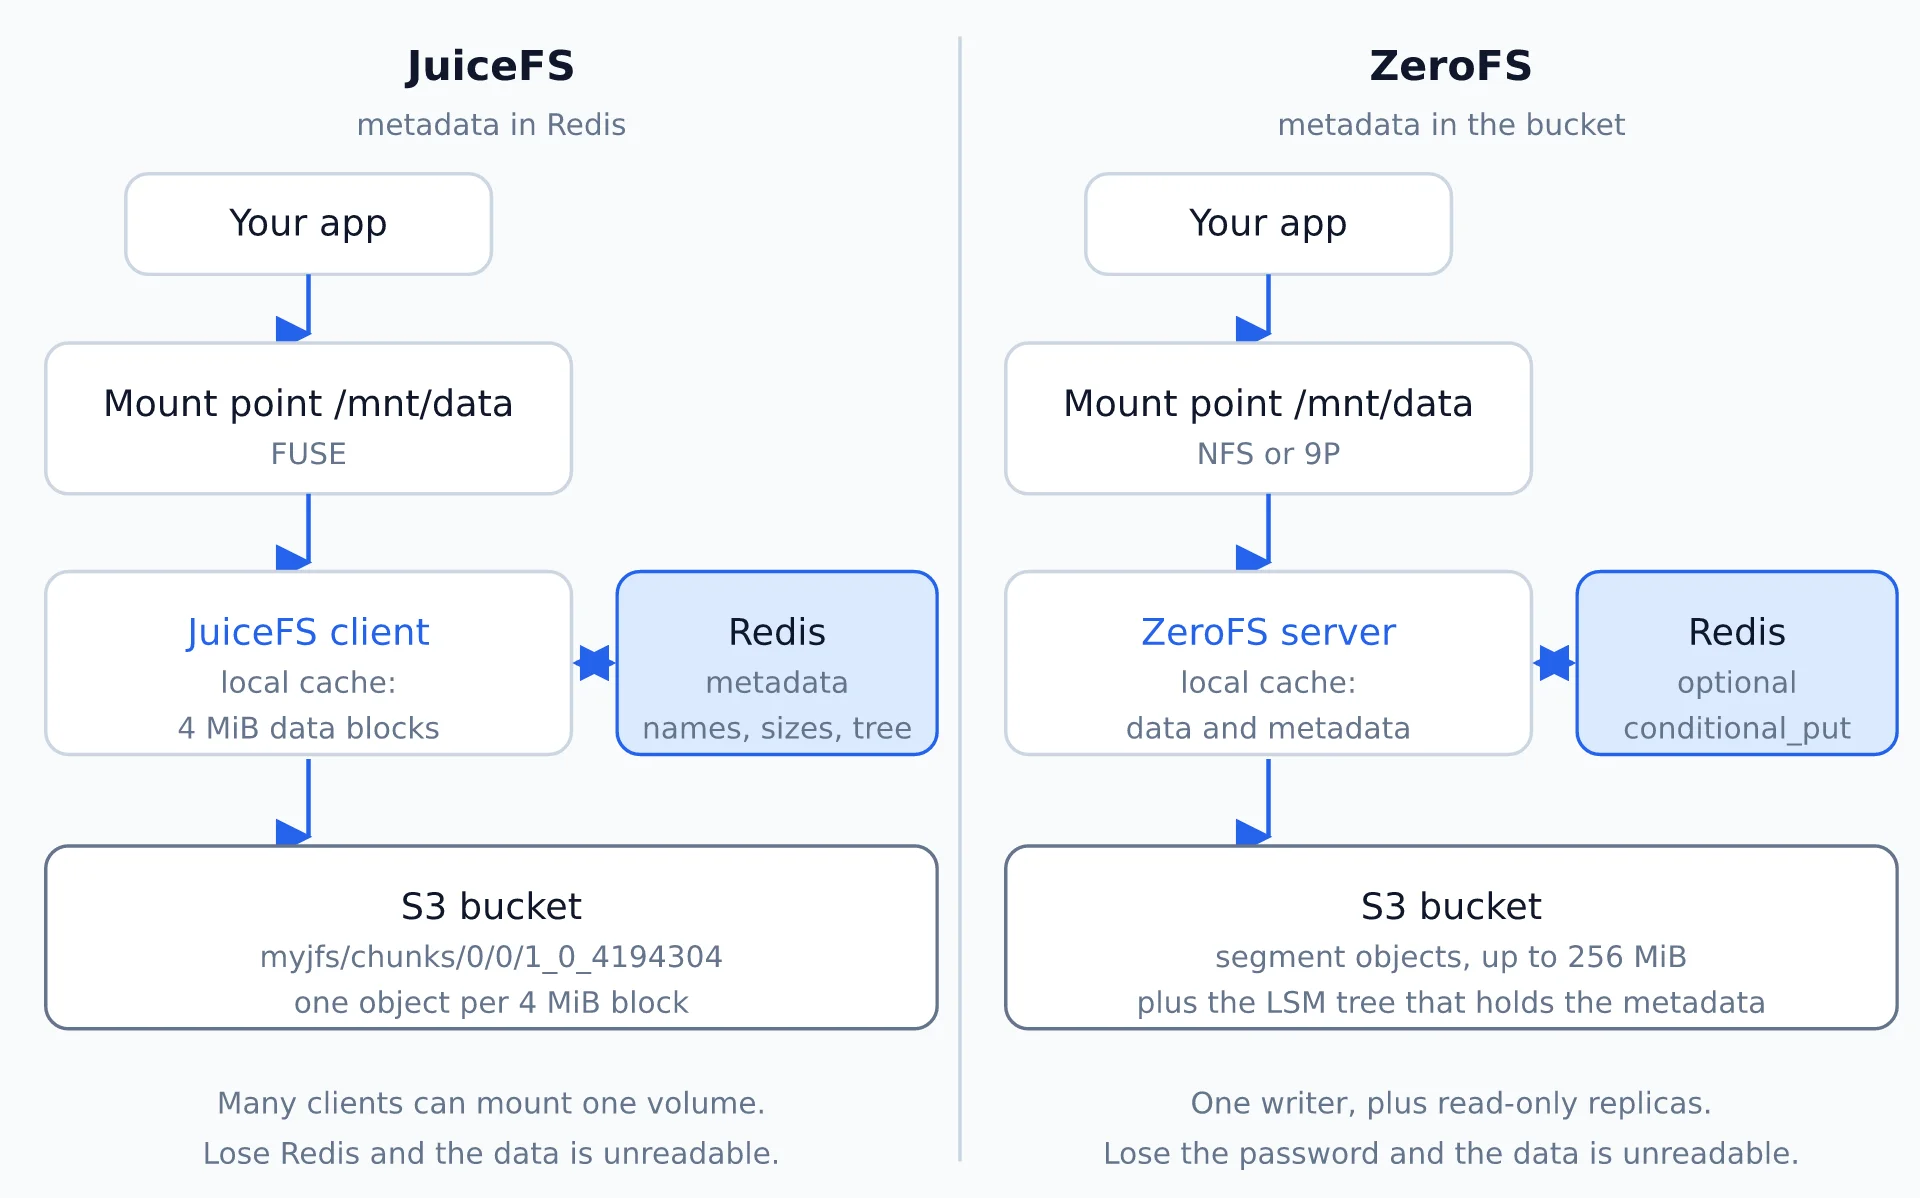 JuiceFS
metadata in Redis
Your app
Mount point /mnt/data
FUSE
JuiceFS client
local cache:
4 MiB data blocks
Redis
metadata
names, sizes, tree
S3 bucket
myjfs/chunks/0/0/1_0_4194304
one object per 4 MiB block
Many clients can mount one volume.
Lose Redis and the data is unreadable.
ZeroFS
metadata in the bucket
Your app
Mount point /mnt/data
NFS or 9P
ZeroFS server
local cache:
data and metadata
Redis
optional
conditional_put
S3 bucket
segment objects, up to 256 MiB
plus the LSM tree that holds the metadata
One writer, plus read-only replicas.
Lose the password and the data is unreadable.